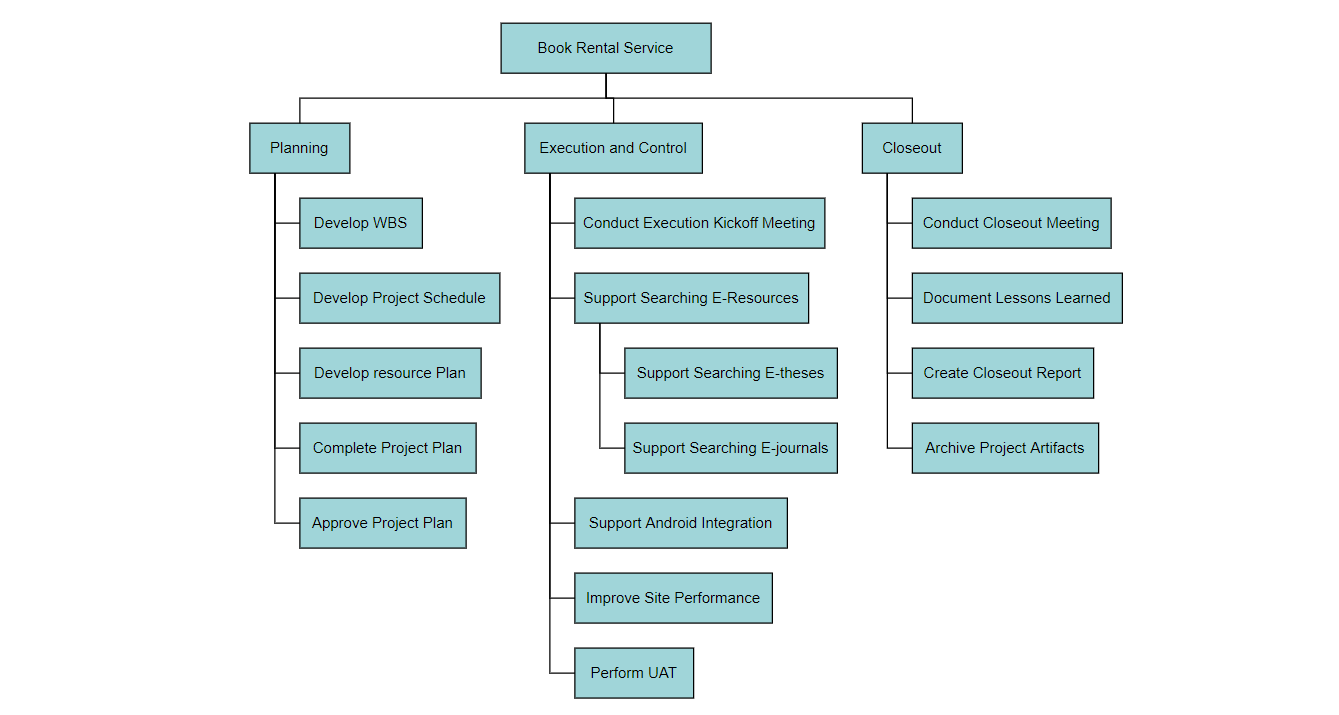 Book Rental Service
Planning
Develop WBS
Develop Project Schedule
Develop resource Plan
Complete Project Plan
Approve Project Plan
Execution and Control
Conduct Execution Kickoff Meeting
Support Searching E-Resources
Support Searching E-theses
Support Searching E-journals
Support Android Integration
Improve Site Performance
Perform UAT
Closeout
Conduct Closeout Meeting
Document Lessons Learned
Create Closeout Report
Archive Project Artifacts